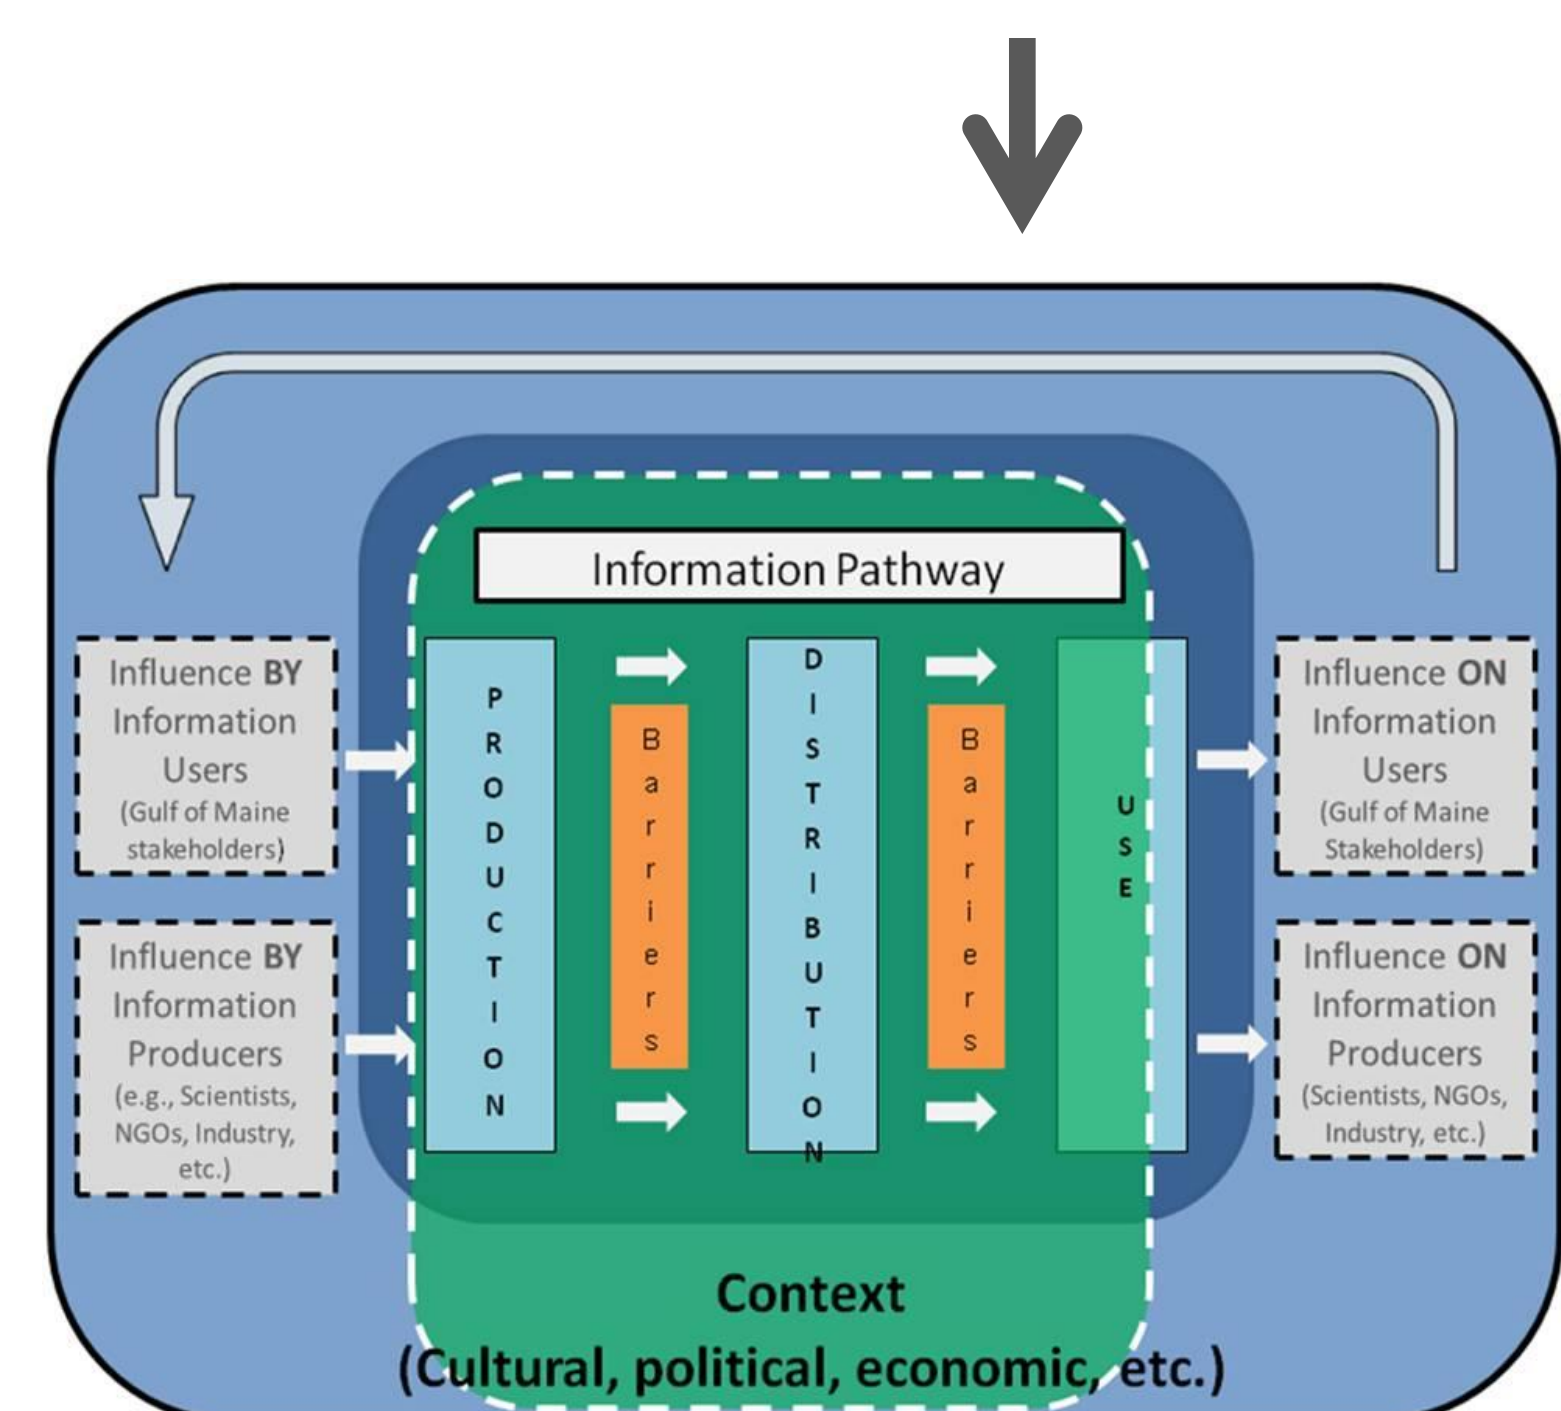 Information Pathway
Influence BY
Information
Users
(Gulf of Maine
stakeholders)
Influence BY
Information
Producers
(e.g., Scientists,
NGOs, Industry,
etc.)
PRODUCTION
Barriers
DISTRIBUTION
Barriers
USE
Influence ON
Information
Users
(Gulf of Maine
Stakeholders)
Influence ON
Information
Producers
(Scientists, NGOs,
Industry, etc.)
Context
(Cultural, political, economic, etc.)